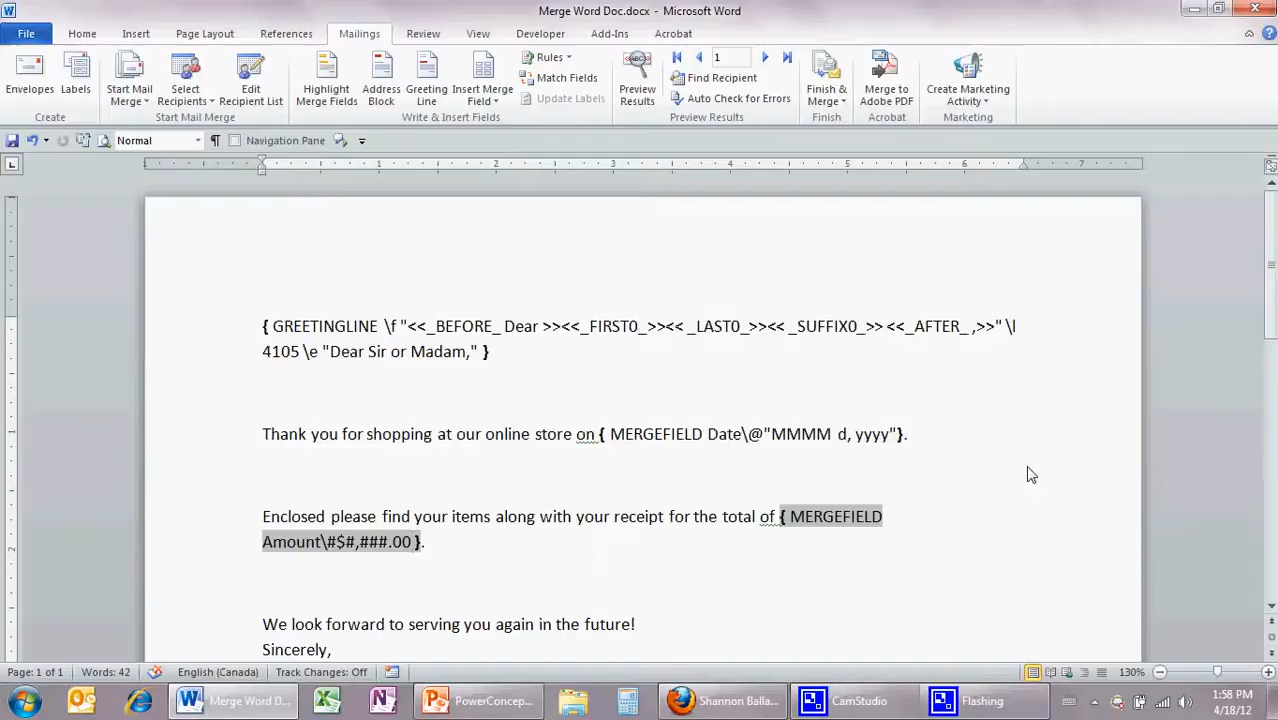 Merge Word Doc.docx - Microsoft Word
File Home Insert Page Layout References Mailings Review View Developer Add-Ins Acrobat
Envelopes
Labels
Create
Start Mail
Merge
Select
Recipients
Edit
Recipient List
Start Mail Merge
Highlight
Merge Fields
Address
Block
Greeting
Line
Insert Merge
Field
Rules
Match Fields
Update Labels
Write & Insert Fields
Preview
Results
1
Find Recipient
Auto Check for Errors
Preview Results
Finish &
Merge
Finish
Merge to
Adobe PDF
Acrobat
Create Marketing
Activity
Marketing
Normal Navigation Pane
1 2 3 4 5 6 7
{ GREETINGLINE \f "<<_BEFORE_ Dear >><<_FIRST0_>><< _LAST0_>><< _SUFFIX0_>> <<_AFTER_ ,>>" \l
4105 \e "Dear Sir or Madam," }
Thank you for shopping at our online store on { MERGEFIELD Date\@"MMMM d, yyyy"}.
Enclosed please find your items along with your receipt for the total of { MERGEFIELD
Amount\#$#,###.00 }.
We look forward to serving you again in the future!
Sincerely,
Page: 1 of 1 Words: 42 English (Canada) Track Changes: Off 130%
Merge Word D... PowerConcep... Shannon Balla... CamStudio Flashing
1:58 PM
4/18/12